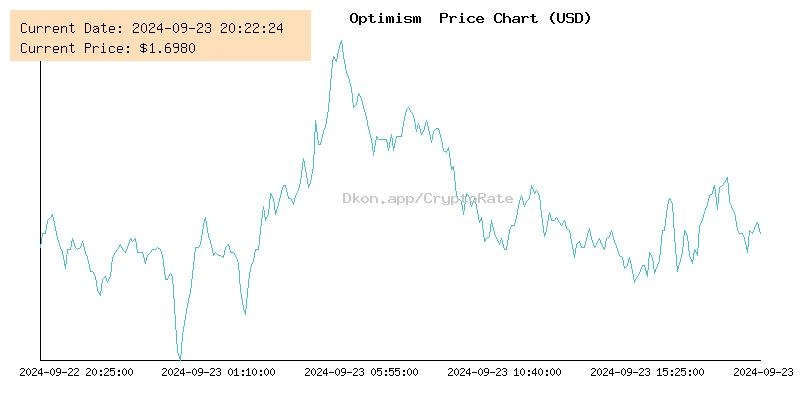 Optimism  Price Chart (USD)
Current Date: 2024-09-23 20:22:24
Current Price: $1.6980
Dkon.app/CryptoRate
2024-09-22 20:25:00 2024-09-23 01:10:00 2024-09-23 05:55:00 2024-09-23 10:40:00 2024-09-23 15:25:00 2024-09-23